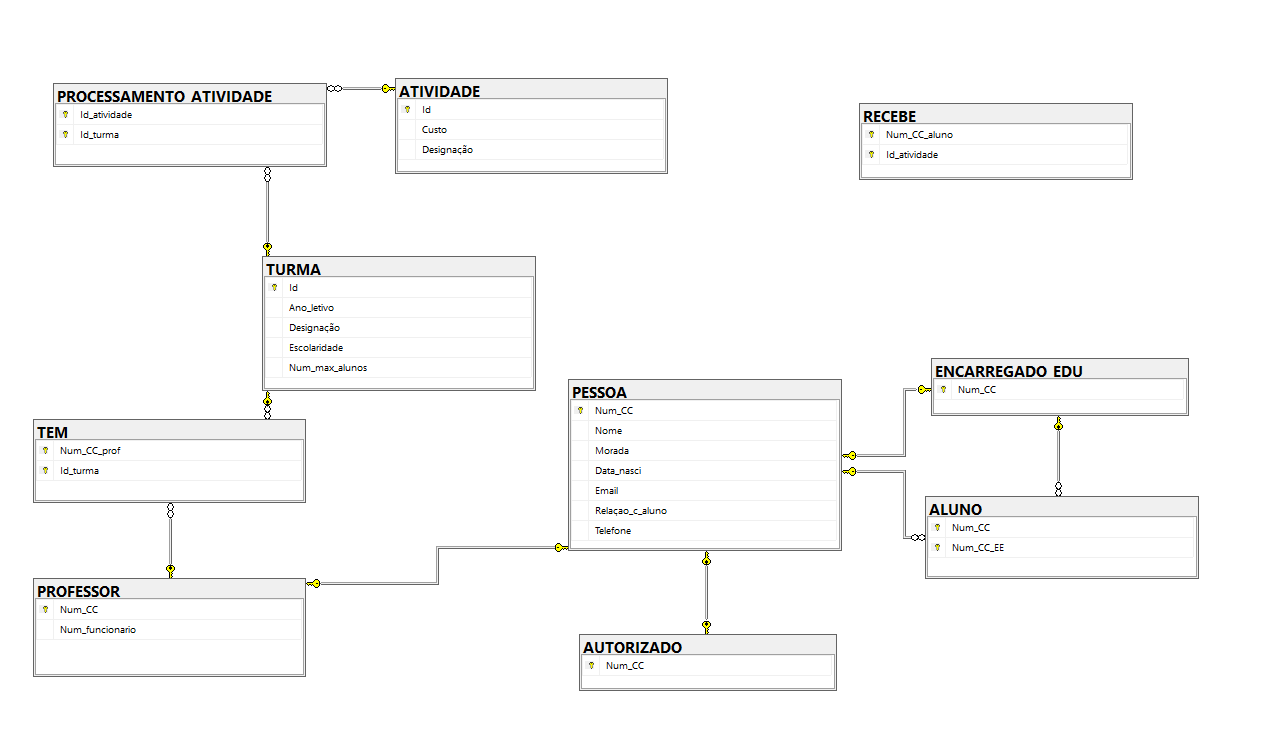 PROCESSAMENTO_ATIVIDADE
Id_atividade
Id_turma
ATIVIDADE
Id
Custo
Designação
RECEBE
Num_CC_aluno
Id_atividade
TURMA
Id
Ano_letivo
Designação
Escolaridade
Num_max_alunos
TEM
Num_CC_prof
Id_turma
PESSOA
Num_CC
Nome
Morada
Data_nasci
Email
Relaçao_c_aluno
Telefone
ENCARREGADO_EDU
Num_CC
ALUNO
Num_CC
Num_CC_EE
PROFESSOR
Num_CC
Num_funcionario
AUTORIZADO
Num_CC